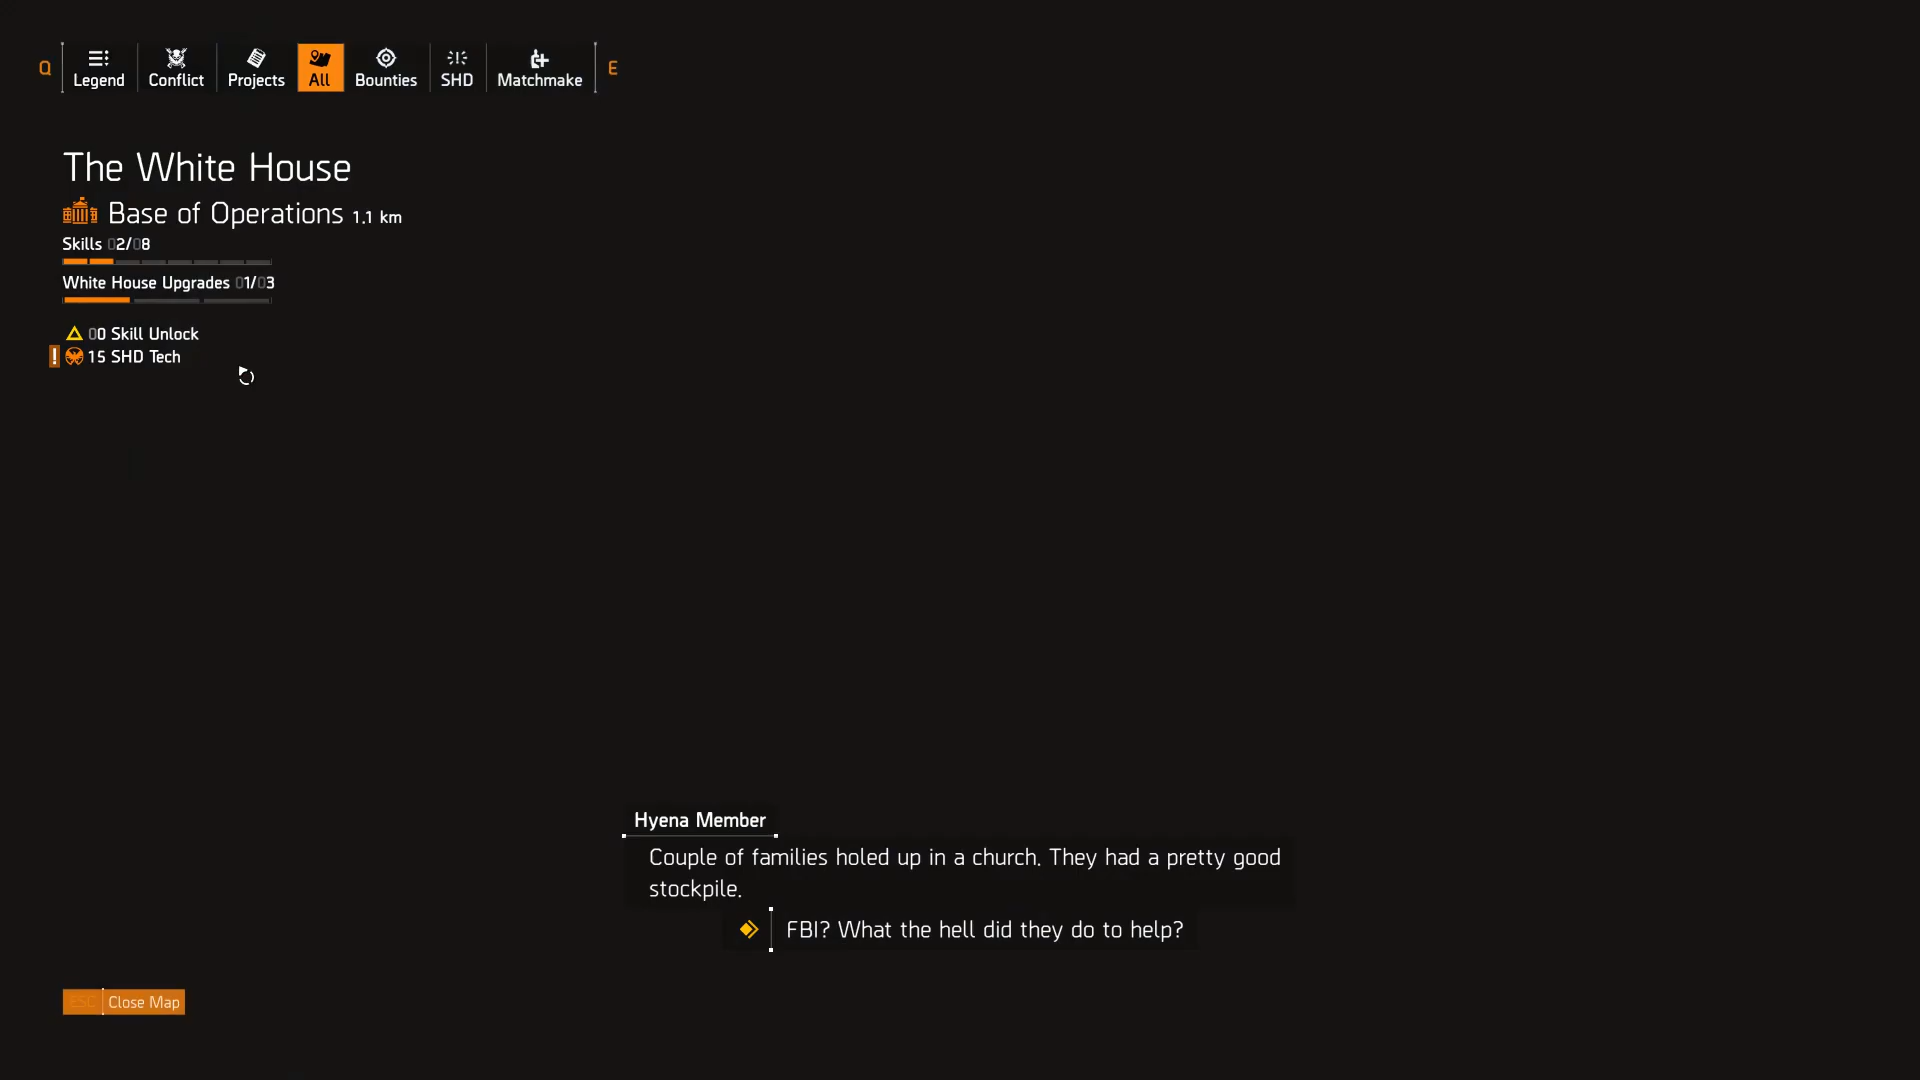 Q
Legend
Conflict
Projects
All
Bounties
SHD
Matchmake
E
The White House
Base of Operations 1.1 km
Skills 02/08
White House Upgrades 01/03
00 Skill Unlock
! 15 SHD Tech
Hyena Member
Couple of families holed up in a church. They had a pretty good
stockpile.
FBI? What the hell did they do to help?
ESC Close Map